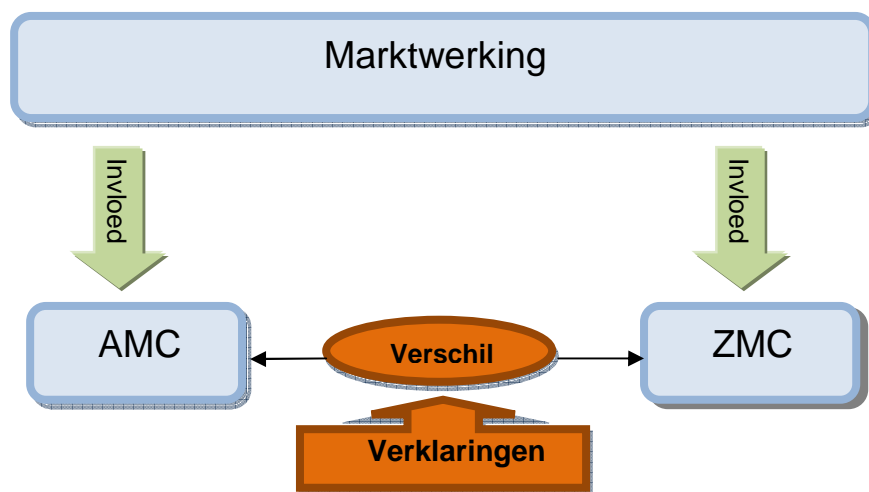 Marktwerking
Invloed
Invloed
AMC
Verschil
ZMC
Verklaringen